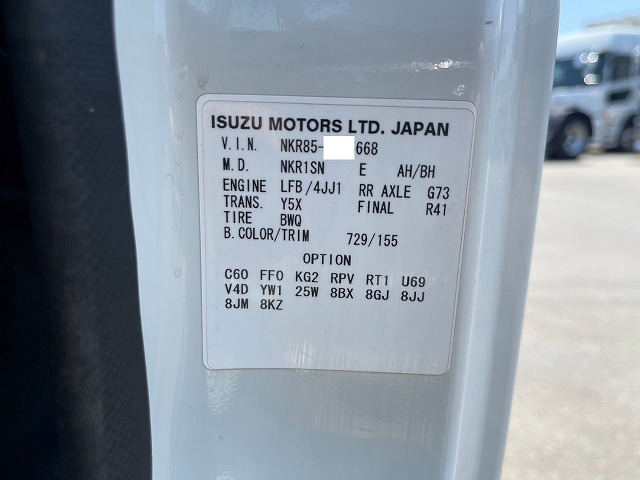 ISUZU MOTORS LTD. JAPAN
V.I.N. NKR85- 668
M.D. NKR1SN E AH/BH
ENGINE LFB/4JJ1 RR AXLE G73
TRANS. Y5X FINAL R41
TIRE BWQ
B.COLOR/TRIM 729/155
OPTION
C60 FF0 KG2 RPV RT1 U69
V4D YW1 25W 8BX 8GJ 8JJ
8JM 8KZ